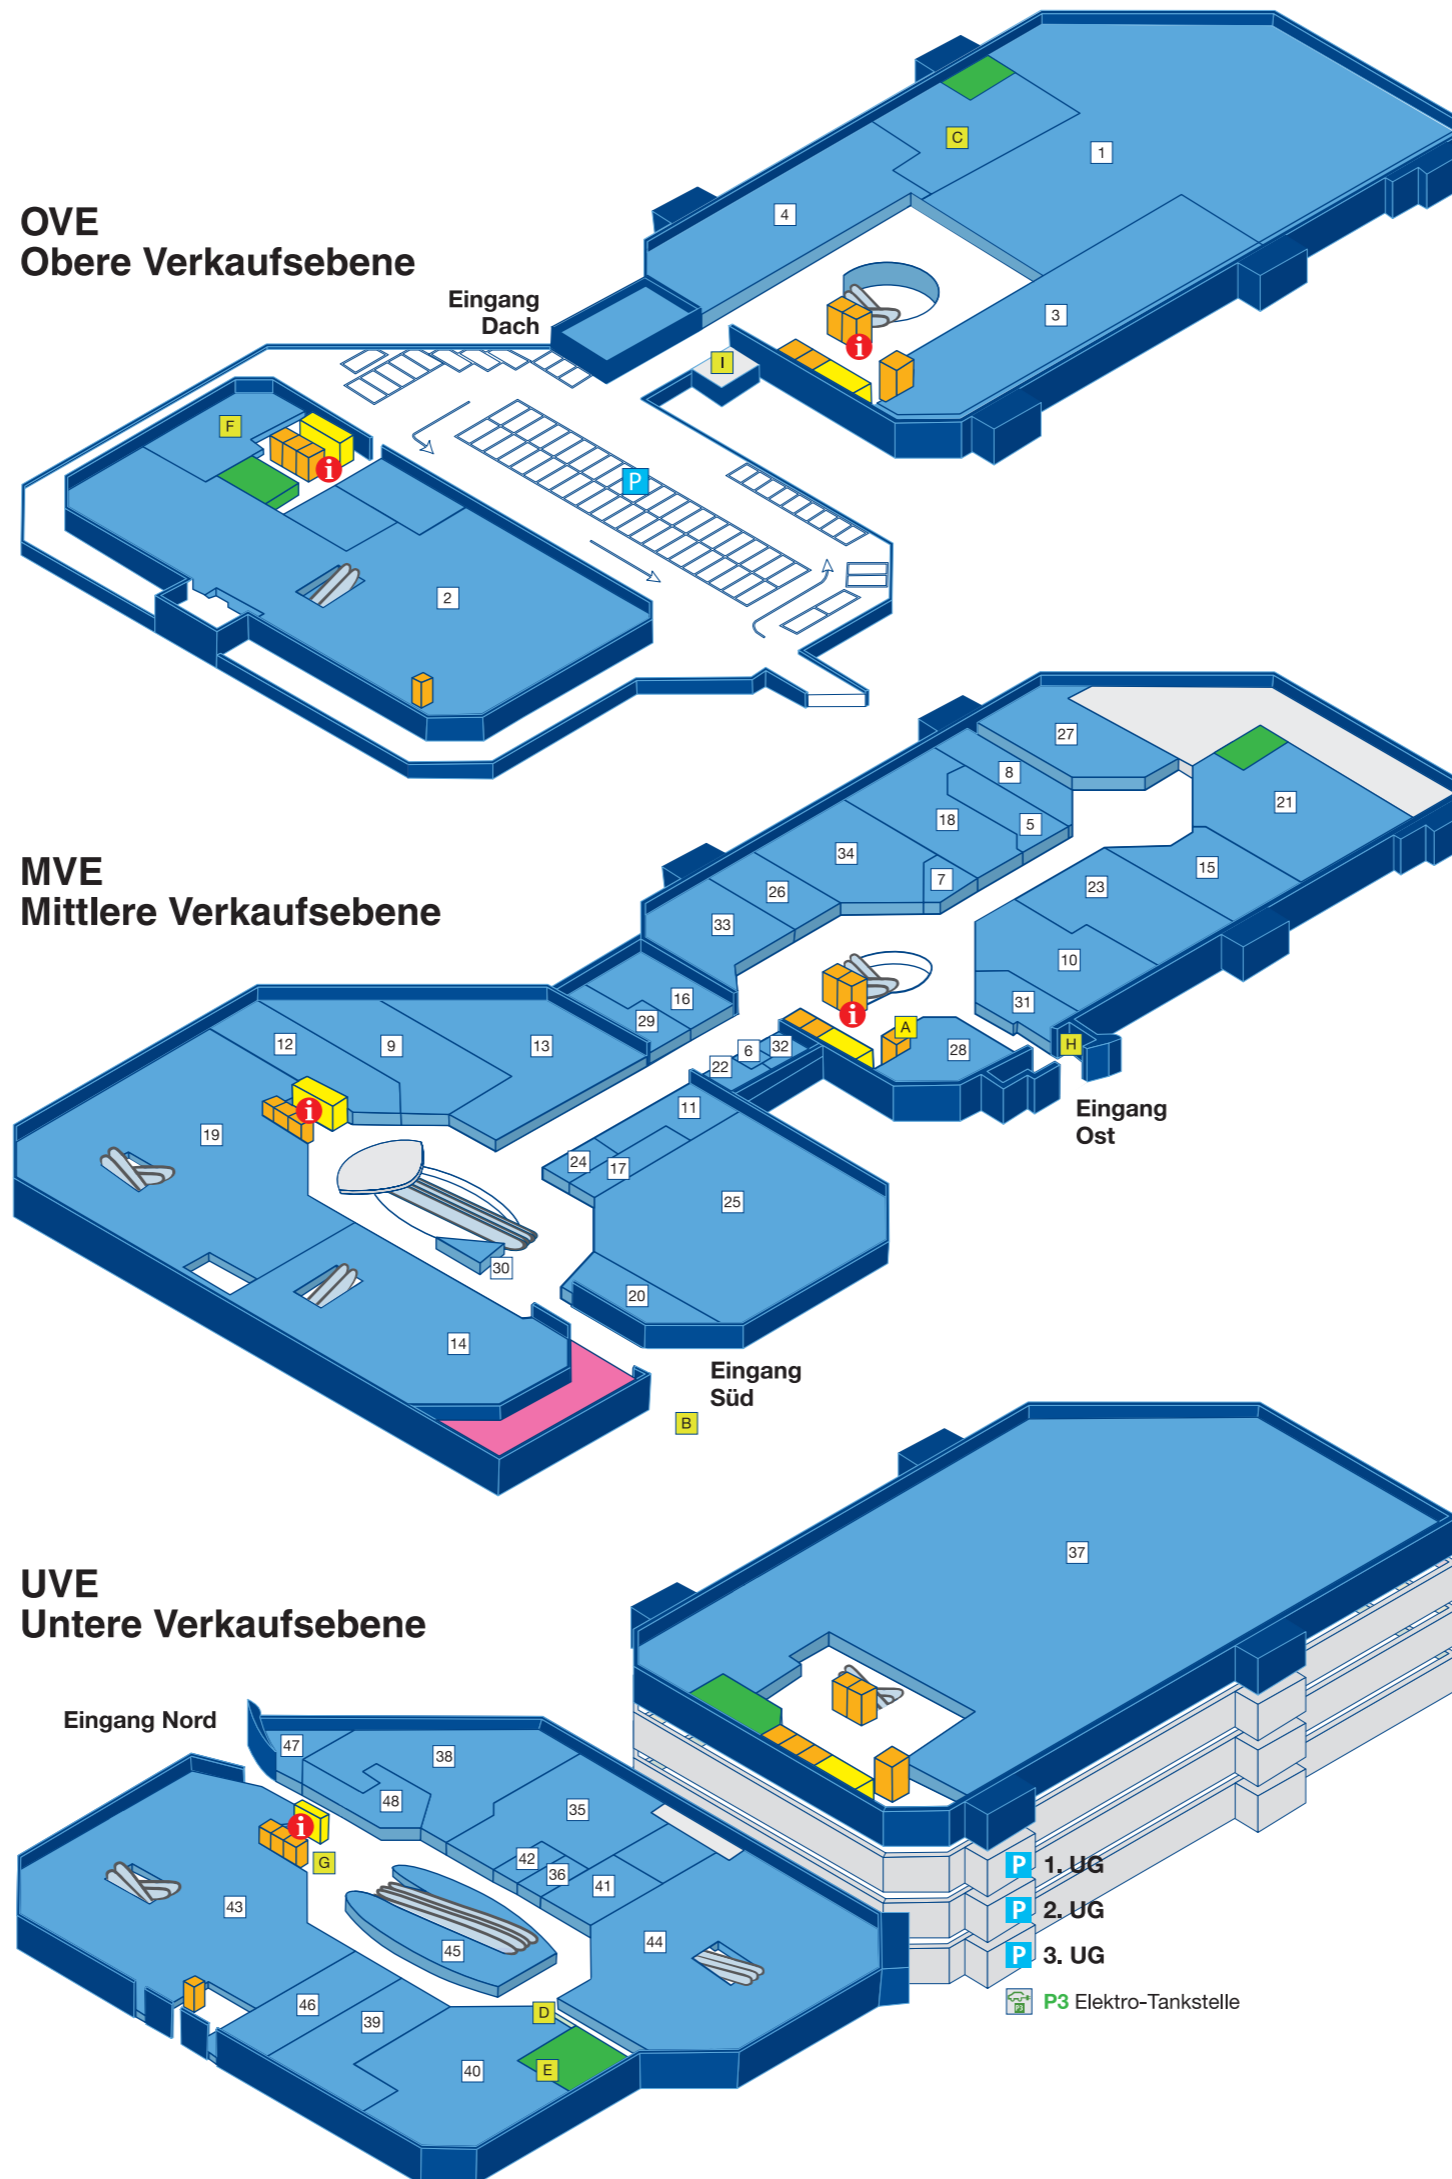 C
1
4
OVE
Obere Verkaufsebene
Eingang
Dach
3
i
I
F
i
P
2
27
8
21
5
18
34
15
7
MVE
Mittlere Verkaufsebene
23
26
33
10
16
31
29
i
A
H
28
32
6
22
13
9
12
Eingang
Ost
11
i
19
24
17
25
30
20
14
Eingang
Süd
B
37
UVE
Untere Verkaufsebene
Eingang Nord
47
38
48
35
i
G
42
36
41
P 1. UG
43
P 2. UG
44
45
P 3. UG
P3 P3 Elektro-Tankstelle
46
39
D
40
E